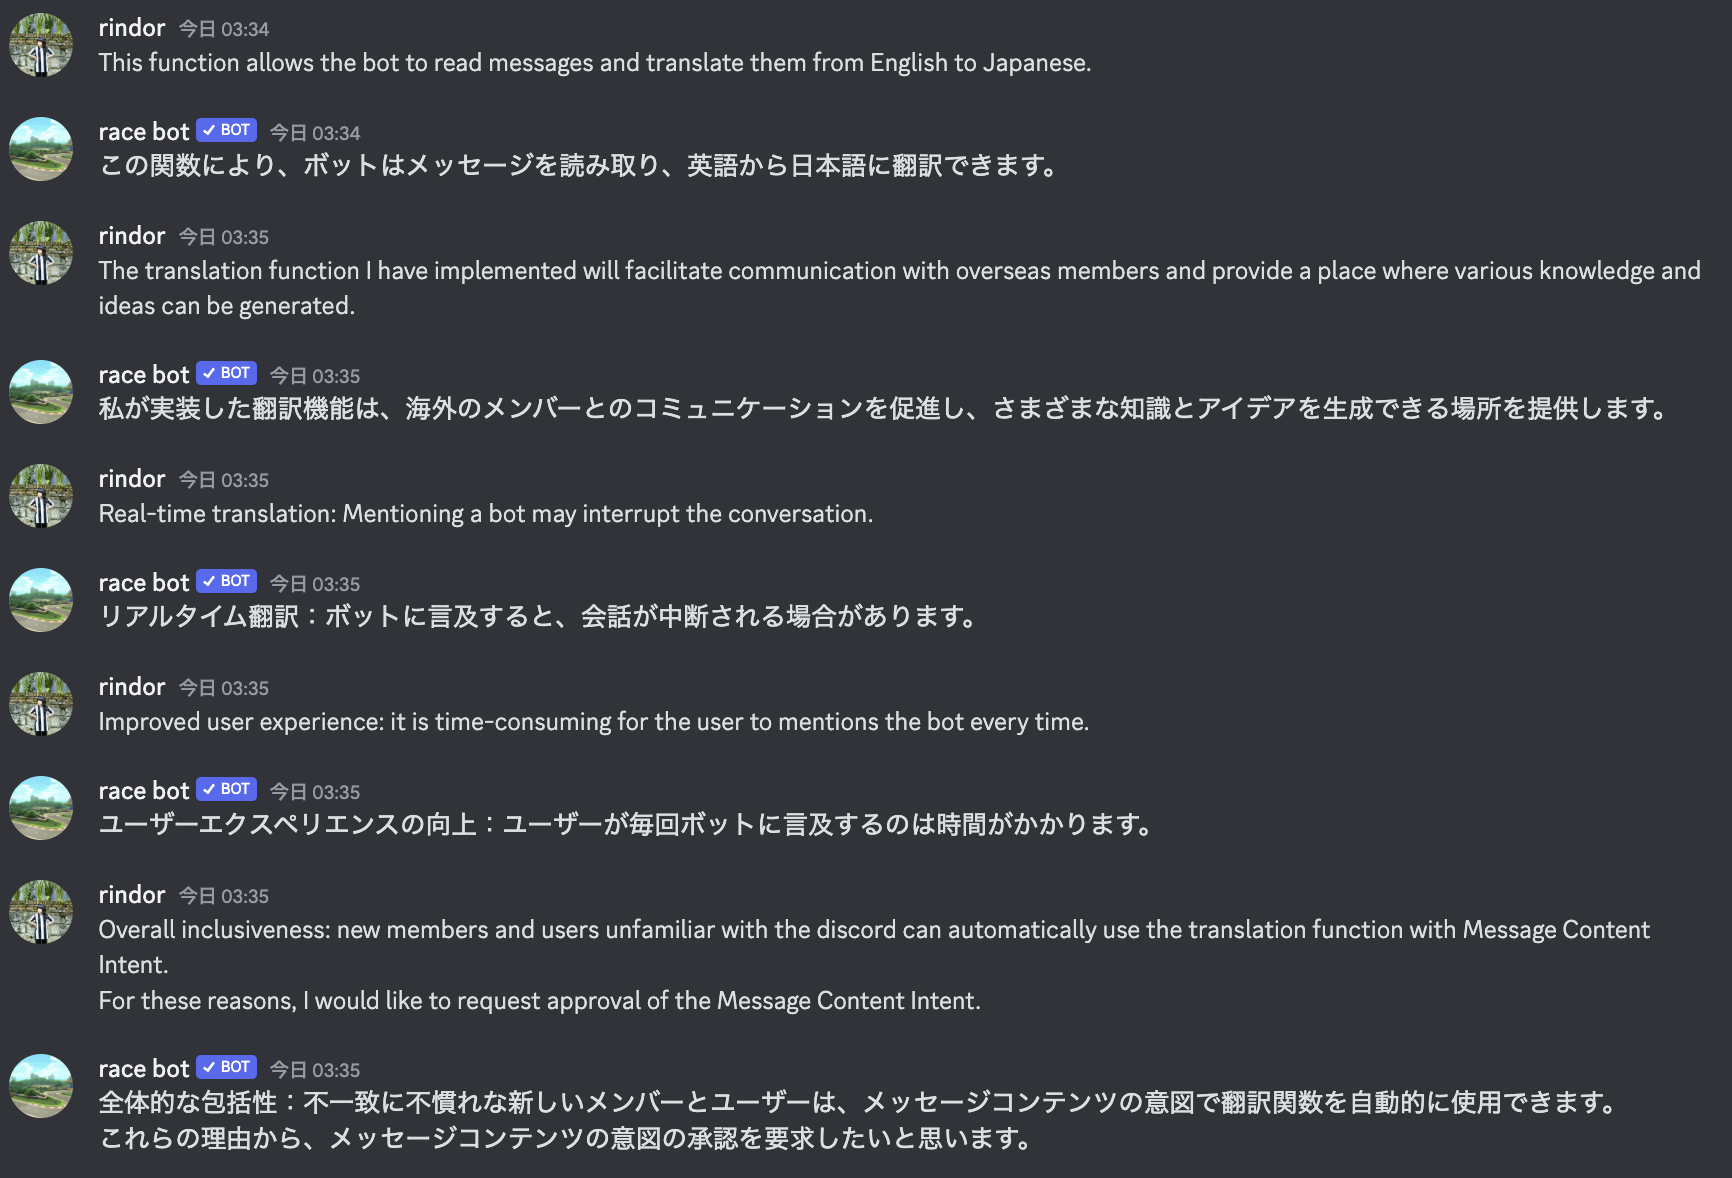 rindor 今日 03:34
This function allows the bot to read messages and translate them from English to Japanese.
race bot BOT 今日 03:34
この関数により、ボットはメッセージを読み取り、英語から日本語に翻訳できます。
rindor 今日 03:35
The translation function I have implemented will facilitate communication with overseas members and provide a place where various knowledge and
ideas can be generated.
race bot BOT 今日 03:35
私が実装した翻訳機能は、海外のメンバーとのコミュニケーションを促進し、さまざまな知識とアイデアを生成できる場所を提供します。
rindor 今日 03:35
Real-time translation: Mentioning a bot may interrupt the conversation.
race bot BOT 今日 03:35
リアルタイム翻訳：ボットに言及すると、会話が中断される場合があります。
rindor 今日 03:35
Improved user experience: it is time-consuming for the user to mentions the bot every time.
race bot BOT 今日 03:35
ユーザーエクスペリエンスの向上：ユーザーが毎回ボットに言及するのは時間がかかります。
rindor 今日 03:35
Overall inclusiveness: new members and users unfamiliar with the discord can automatically use the translation function with Message Content
Intent.
For these reasons, I would like to request approval of the Message Content Intent.
race bot BOT 今日 03:35
全体的な包括性：不一致に不慣れな新しいメンバーとユーザーは、メッセージコンテンツの意図で翻訳関数を自動的に使用できます。
これらの理由から、メッセージコンテンツの意図の承認を要求したいと思います。